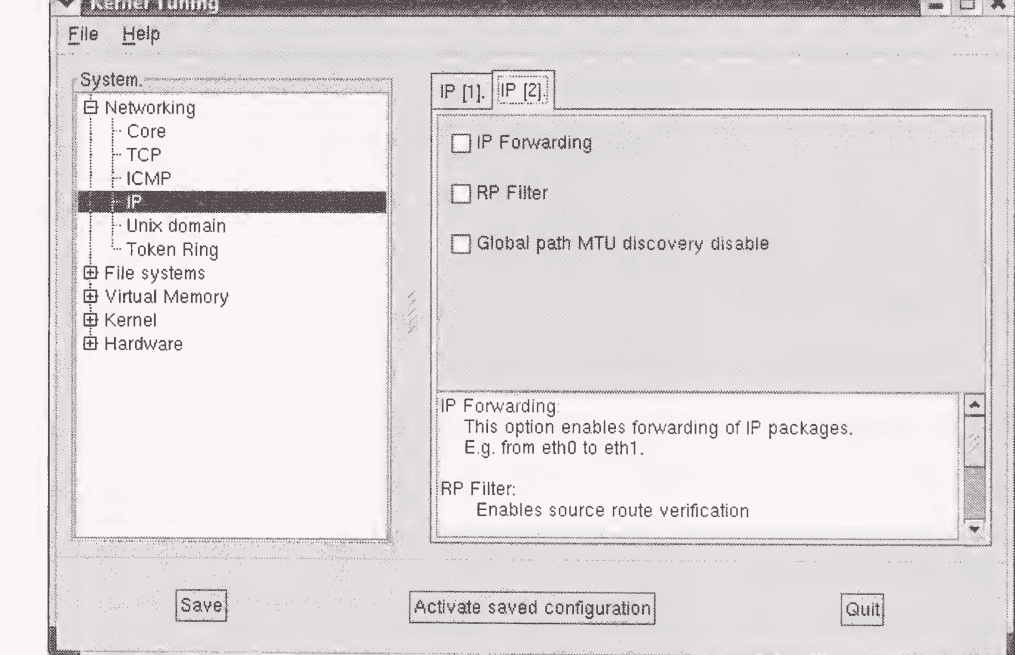 Kernel Tuning
File Help
System.
Networking
Core
TCP
ICMP
IP
Unix domain
Token Ring
File systems
Virtual Memory
Kernel
Hardware
IP [1]. IP [2].
IP Forwarding
RP Filter
Global path MTU discovery disable
IP Forwarding:
This option enables forwarding of IP packages.
E.g. from eth0 to eth1.
RP Filter:
Enables source route verification
Save
Activate saved configuration
Quit